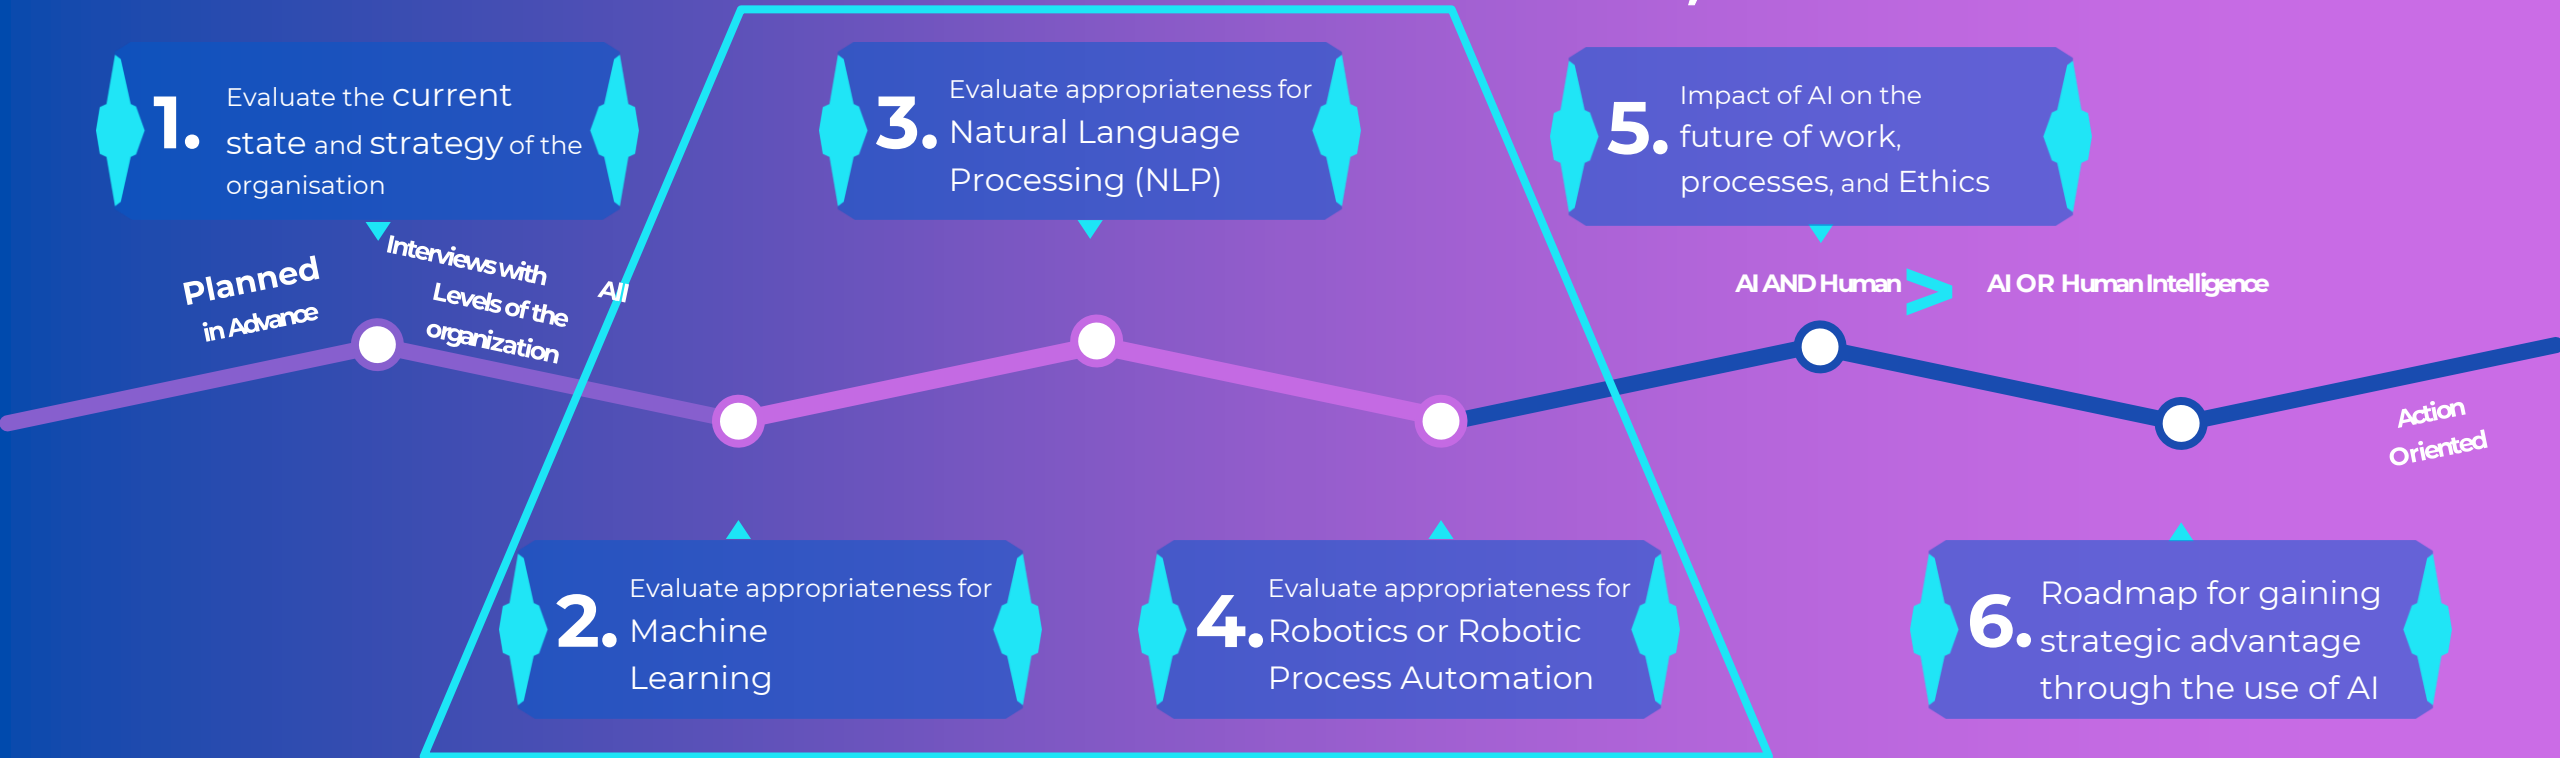 1.
Evaluate the current
state and strategy of the
organisation
Planned
in Advance
Interviews with All
Levels of the
organization
2.
Evaluate appropriateness for
Machine
Learning
3.
Evaluate appropriateness for
Natural Language
Processing (NLP)
4.
Evaluate appropriateness for
Robotics or Robotic
Process Automation
5.
Impact of AI on the
future of work,
processes, and Ethics
AI AND Human > AI OR Human Intelligence
6.
Roadmap for gaining
strategic advantage
through the use of AI
Action
Oriented